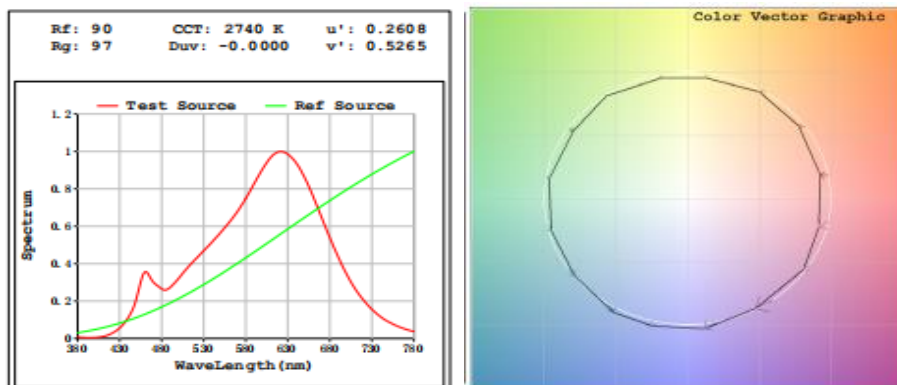 Rf: 90 CCT: 2740 K u': 0.2608
Rg: 97 Duv: -0.0000 v': 0.5265
Test Source Ref Source
1.2
1
0.8
0.6
0.4
0.2
0
380 430 480 530 580 630 680 730 780
Spectrum
WaveLength(nm)
Color Vector Graphic